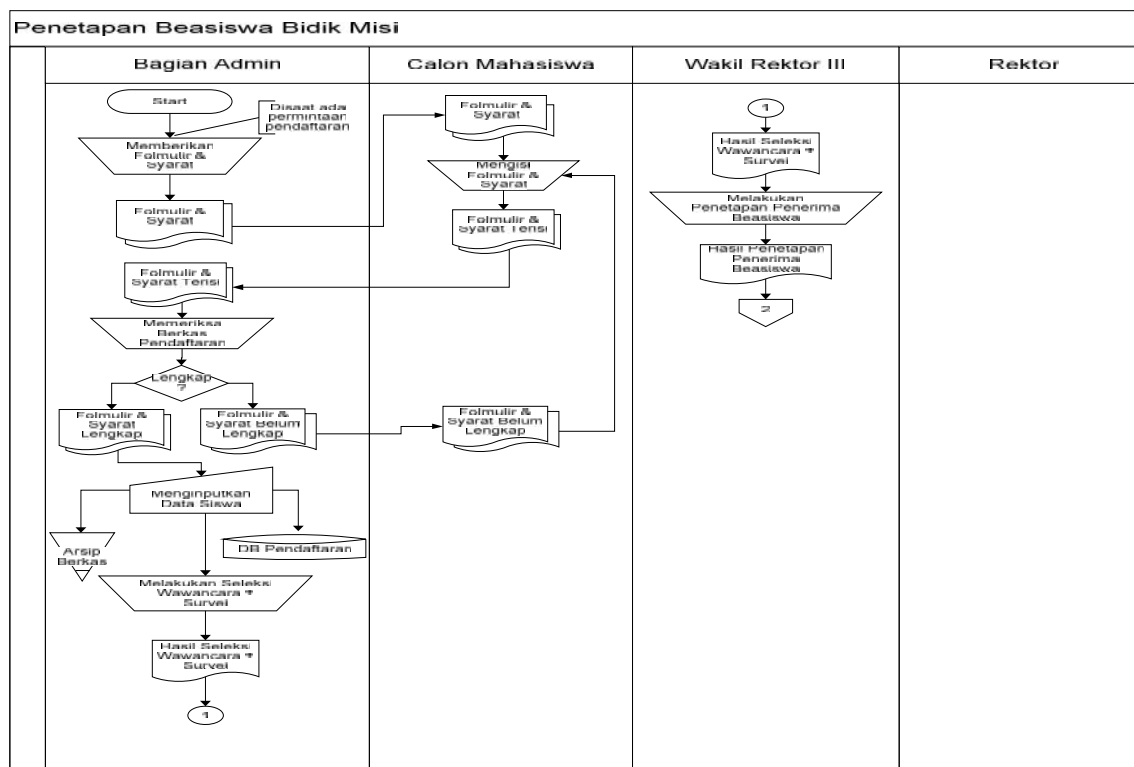 Penetapan Beasiswa Bidik Misi
Bagian Admin
Calon Mahasiswa
Wakil Rektor III
Rektor
Start
Disaat ada
permintaan
pendaftaran
Memberikan
Folmulir &
Syarat
Folmulir &
Syarat
Folmulir &
Syarat Terisi
Memeriksa
Berkas
Pendaftaran
Lengkap
?
Folmulir &
Syarat
Lengkap
Folmulir &
Syarat Belum
Lengkap
Menginputkan
Data Siswa
Arsip
Berkas
DB Pendaftaran
Melakukan Seleksi
Wawancara +
Survei
Hasil Seleksi
Wawancara +
Survei
1
Folmulir &
Syarat
Mengisi
Folmulir &
Syarat
Folmulir &
Syarat Terisi
Folmulir &
Syarat Belum
Lengkap
1
Hasil Seleksi
Wawancara +
Survei
Melakukan
Penetapan Penerima
Beasiswa
Hasil Penetapan
Penerima
Beasiswa
2